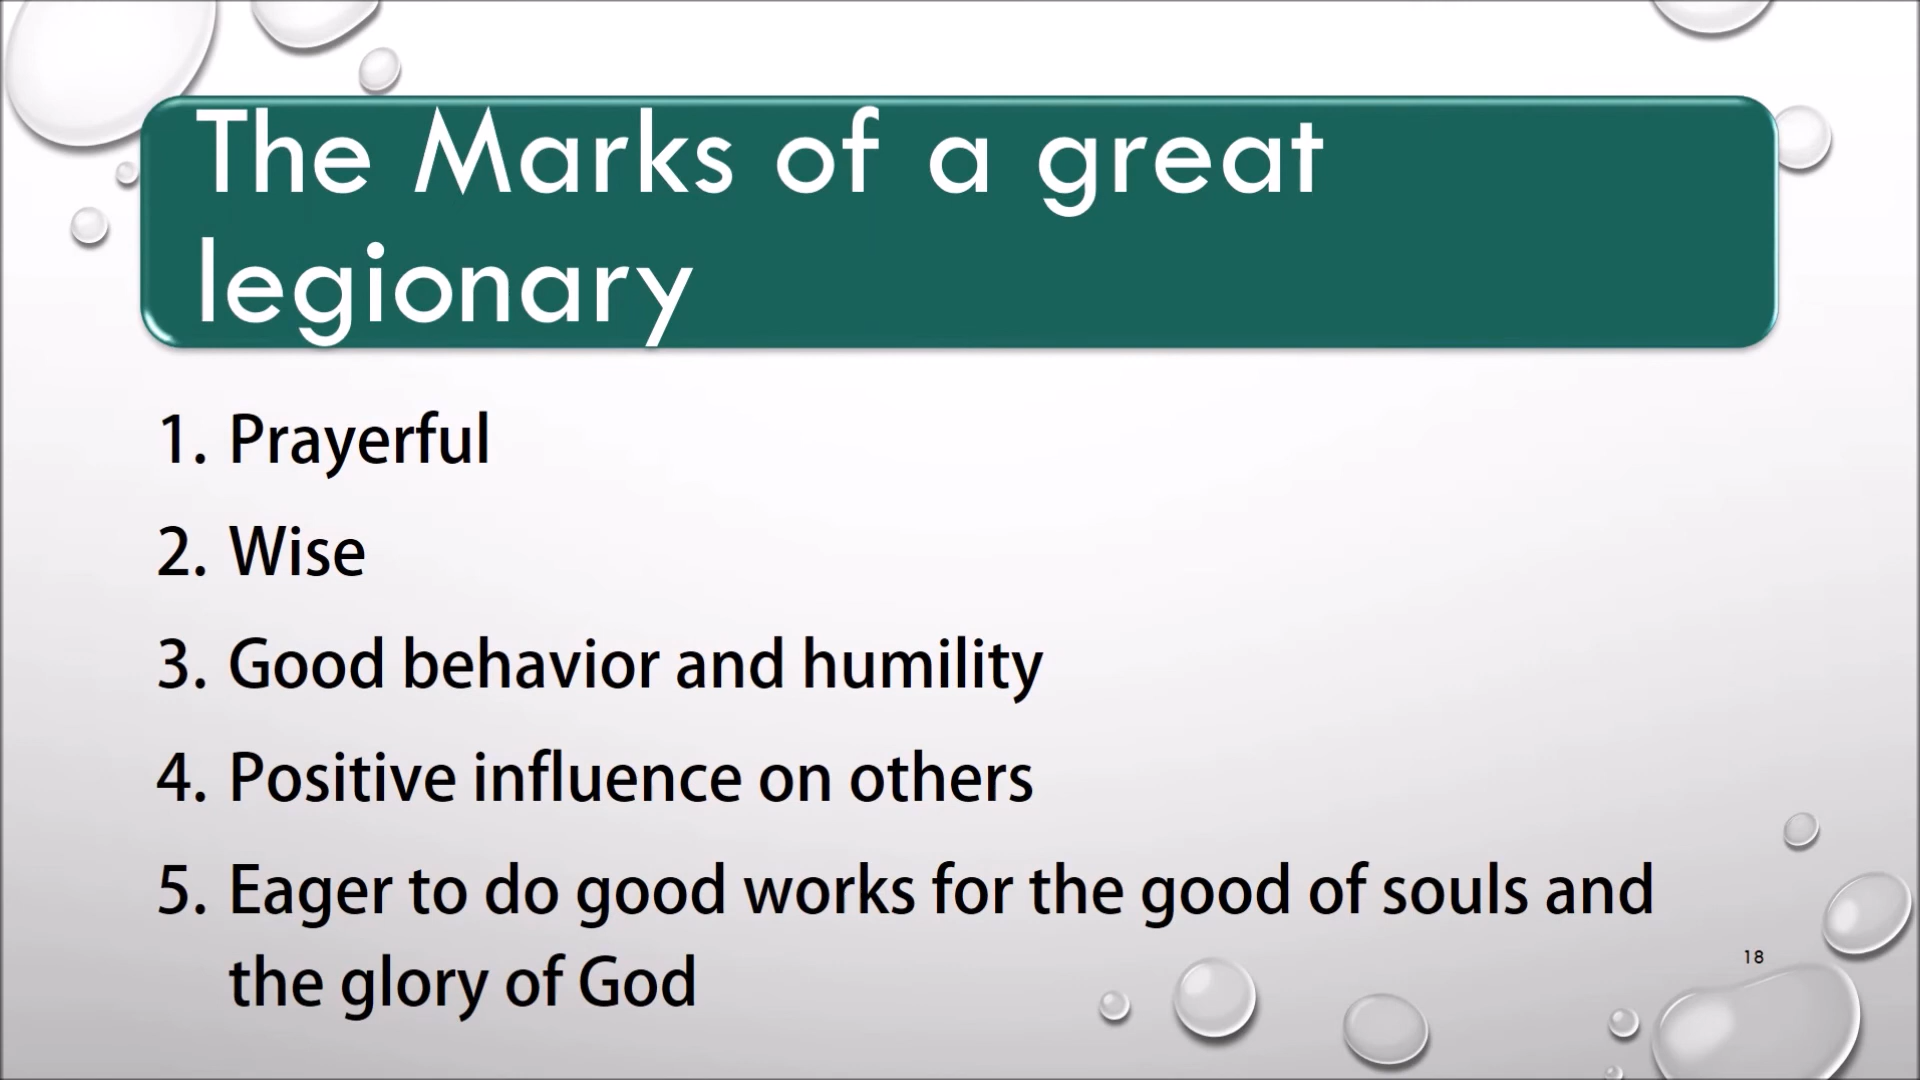 The Marks of a great
legionary
1. Prayerful
2. Wise
3. Good behavior and humility
4. Positive influence on others
5. Eager to do good works for the good of souls and
the glory of God
18